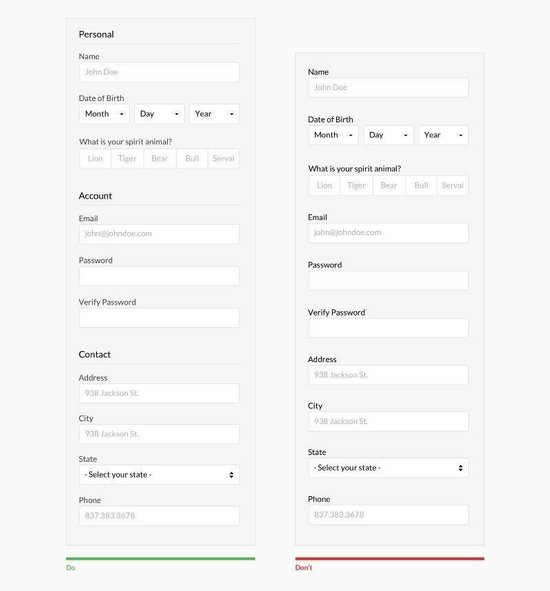 Personal
Name
John Doe
Date of Birth
Month Day Year
What is your spirit animal?
Lion Tiger Bear Bull Serval
Account
Email
john@johndoe.com
Password
Verify Password
Contact
Address
938 Jackson St.
City
938 Jackson St.
State
- Select your state -
Phone
837.383.3678
Do
Name
John Doe
Date of Birth
Month Day Year
What is your spirit animal?
Lion Tiger Bear Bull Serval
Email
john@johndoe.com
Password
Verify Password
Address
938 Jackson St.
City
938 Jackson St.
State
- Select your state -
Phone
837.383.3678
Don't